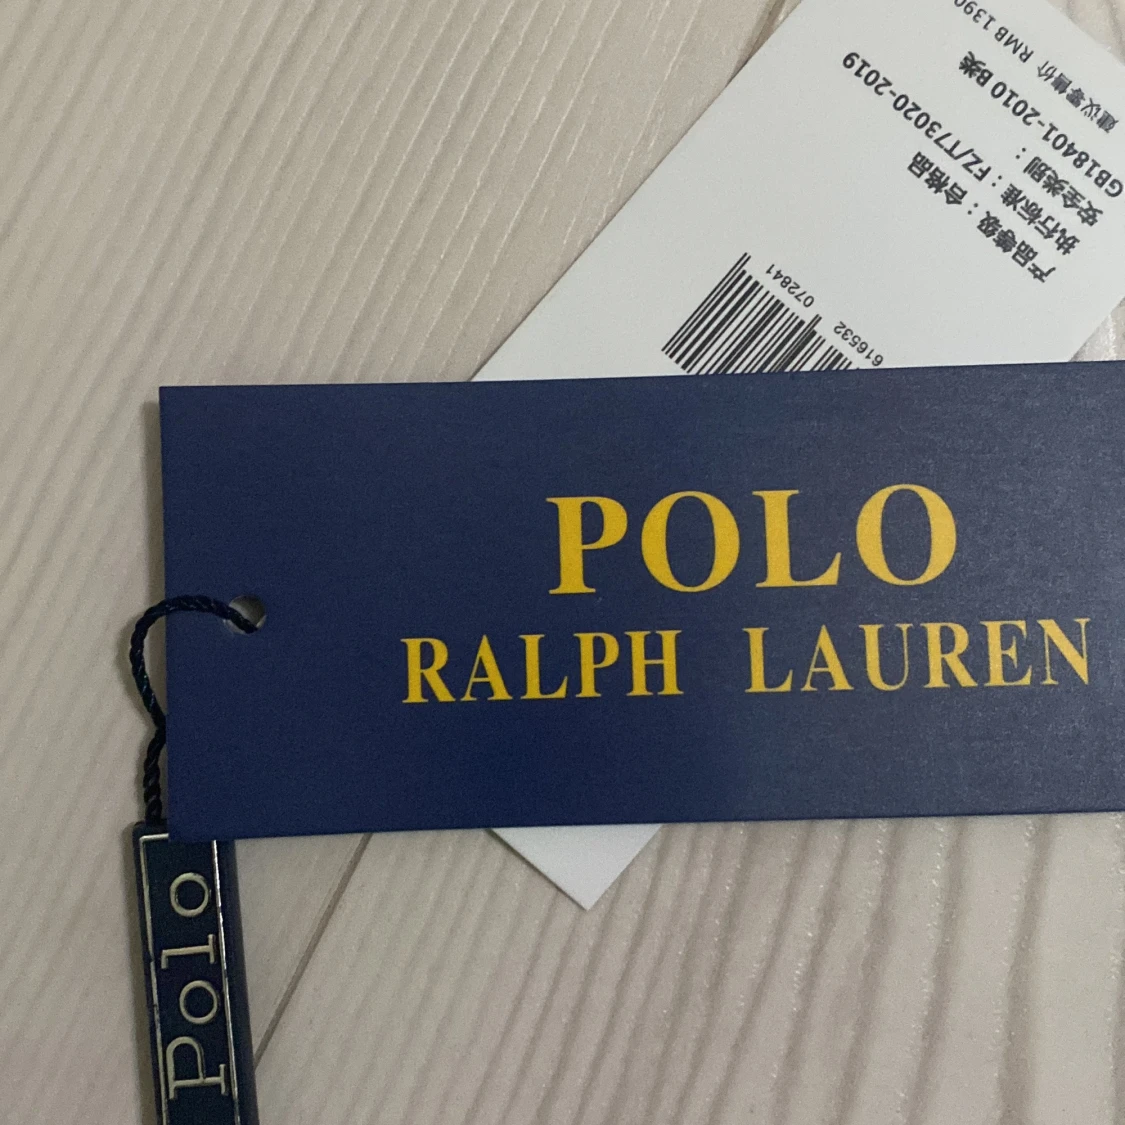 POLO
RALPH LAUREN
Polo
616532 072841
产品等级：合格品
执行标准：FZ/T73020-2019
安全类别：
GB18401-2010 B类
建议零售价 RMB 1390